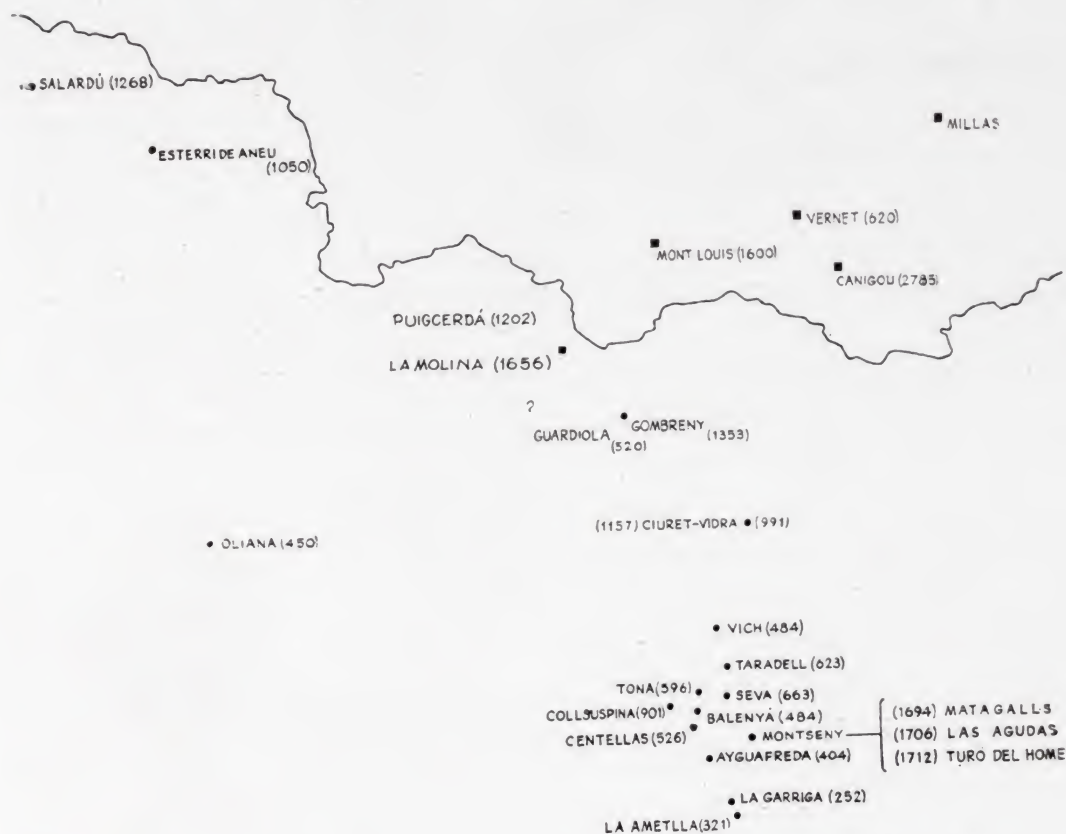 SALARDÚ (1268)
MILLAS
ESTERRI DE ANEU
(1050)
VERNET (620)
MONT LOUIS (1600)
CANIGOU (2785)
PUIGCERDÁ (1202)
LA MOLINA (1656)
?
GOMBRENY
GUARDIOLA
(1353)
(520)
(1157) CIURET-VIDRA (991)
OLIANA (450)
VICH (484)
TARADELL (623)
TONA (596)
SEVA (663)
COLLSUSPINA (901)
BALENYÁ (484)
CENTELLAS (526)
MONTSENY
(1694) MATAGALLS
(1706) LAS AGUDAS
(1712) TURÓ DEL HOME
AYGUAFREDA (404)
LA GARRIGA (252)
LA AMETLLA (321)